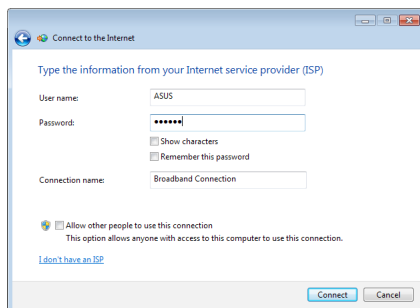 Connect to the Internet
Type the information from your Internet service provider (ISP)
User name: ASUS
Password: ••••••
Show characters
Remember this password
Connection name: Broadband Connection
Allow other people to use this connection
This option allows anyone with access to this computer to use this connection.
I don't have an ISP
Connect Cancel